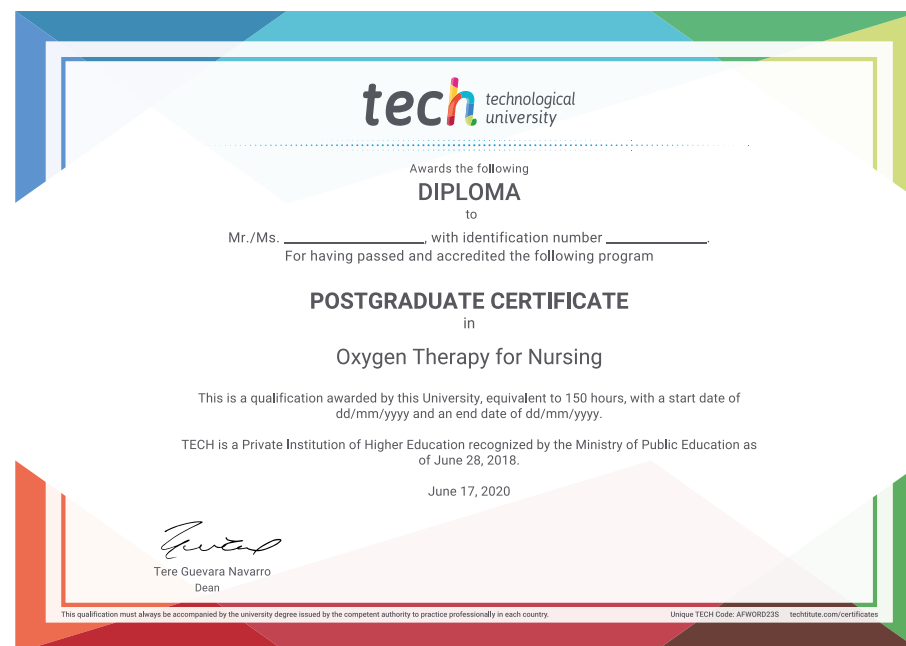 tech technological
university
Awards the following
DIPLOMA
to
Mr./Ms. ____________________, with identification number ______________.
For having passed and accredited the following program
POSTGRADUATE CERTIFICATE
in
Oxygen Therapy for Nursing
This is a qualification awarded by this University, equivalent to 150 hours, with a start date of
dd/mm/yyyy and an end date of dd/mm/yyyy.
TECH is a Private Institution of Higher Education recognized by the Ministry of Public Education as
of June 28, 2018.
June 17, 2020
Tere Guevara Navarro
Dean
This qualification must always be accompanied by the university degree issued by the competent authority to practice professionally in each country. Unique TECH Code: AFWORD23S techtitute.com/certificates